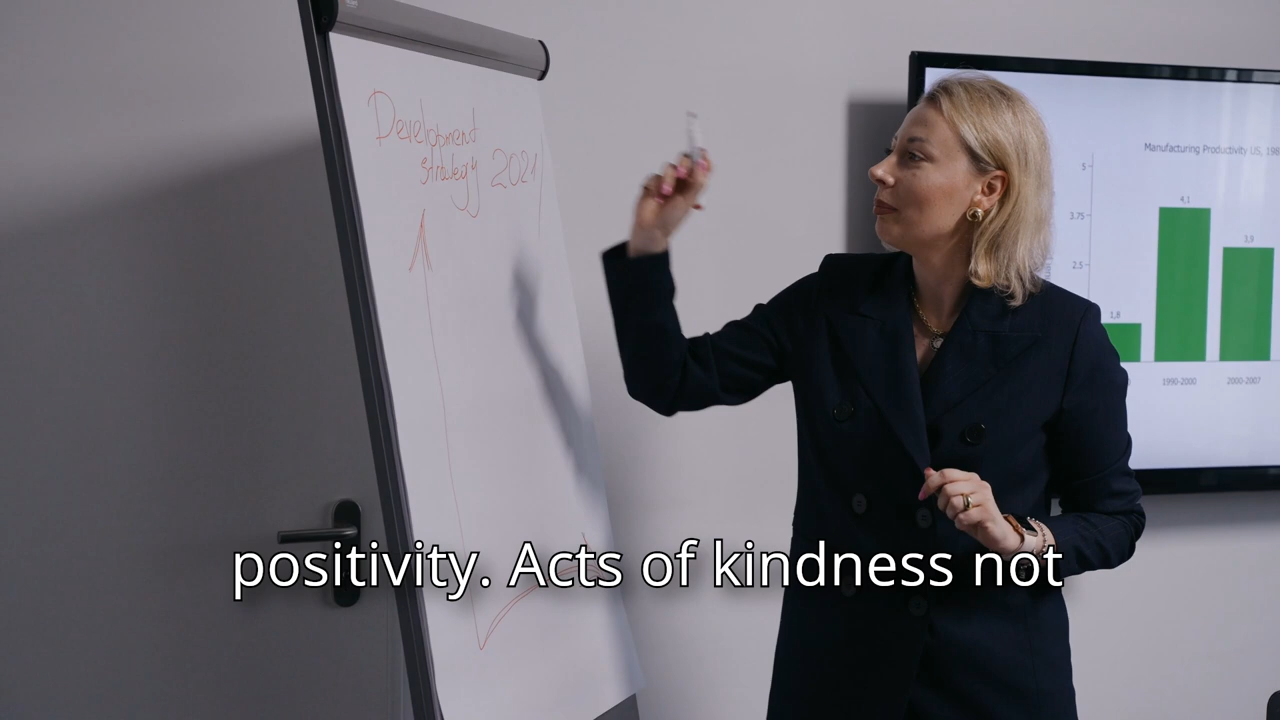 Development
strategy 2021
Manufacturing Productivity US, 198
5
3.75
2.5
4,1
3,9
1,8
0
1990-2000
2000-2007
positivity. Acts of kindness not